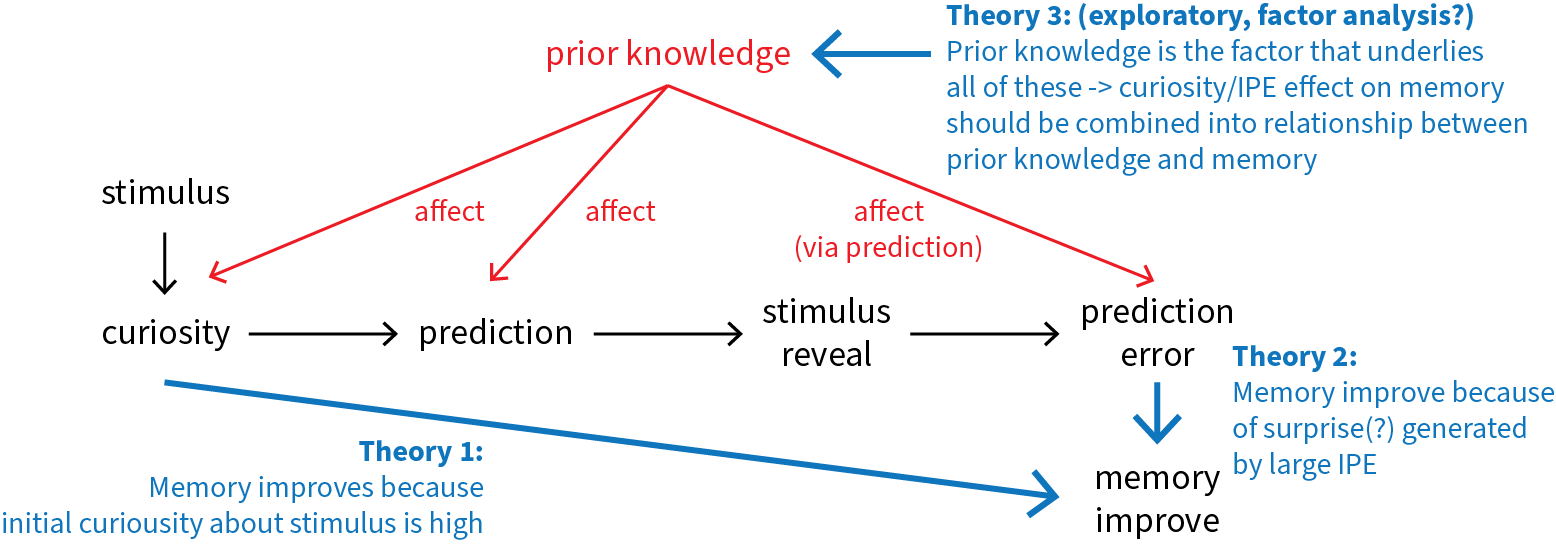 Theory 3: (exploratory, factor analysis?)
Prior knowledge is the factor that underlies
all of these -> curiosity/IPE effect on memory
should be combined into relationship between
prior knowledge and memory
prior knowledge
stimulus
affect
affect
affect
(via prediction)
curiosity
prediction
stimulus
reveal
prediction
error
Theory 2:
Memory improve because
of surprise(?) generated
by large IPE
Theory 1:
Memory improves because
initial curiousity about stimulus is high
memory
improve